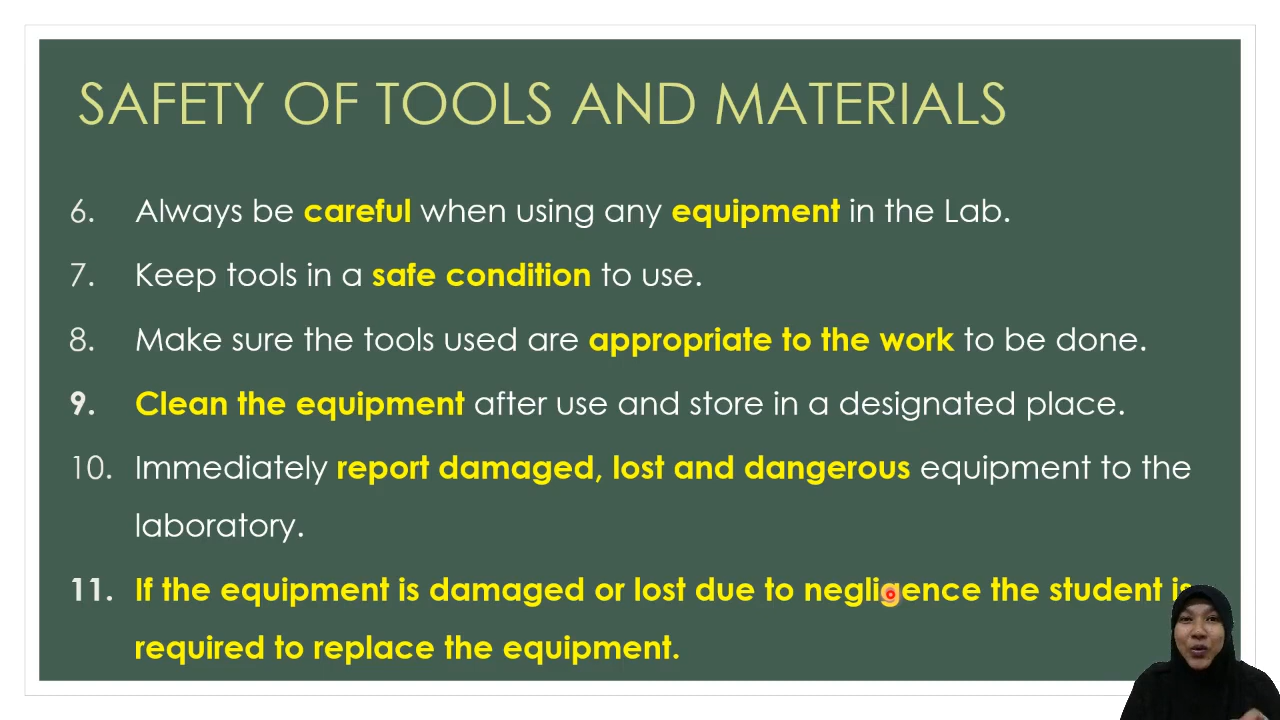 SAFETY OF TOOLS AND MATERIALS
6. Always be careful when using any equipment in the Lab.
7. Keep tools in a safe condition to use.
8. Make sure the tools used are appropriate to the work to be done.
9. Clean the equipment after use and store in a designated place.
10. Immediately report damaged, lost and dangerous equipment to the
laboratory.
11. If the equipment is damaged or lost due to negligence the student is
required to replace the equipment.